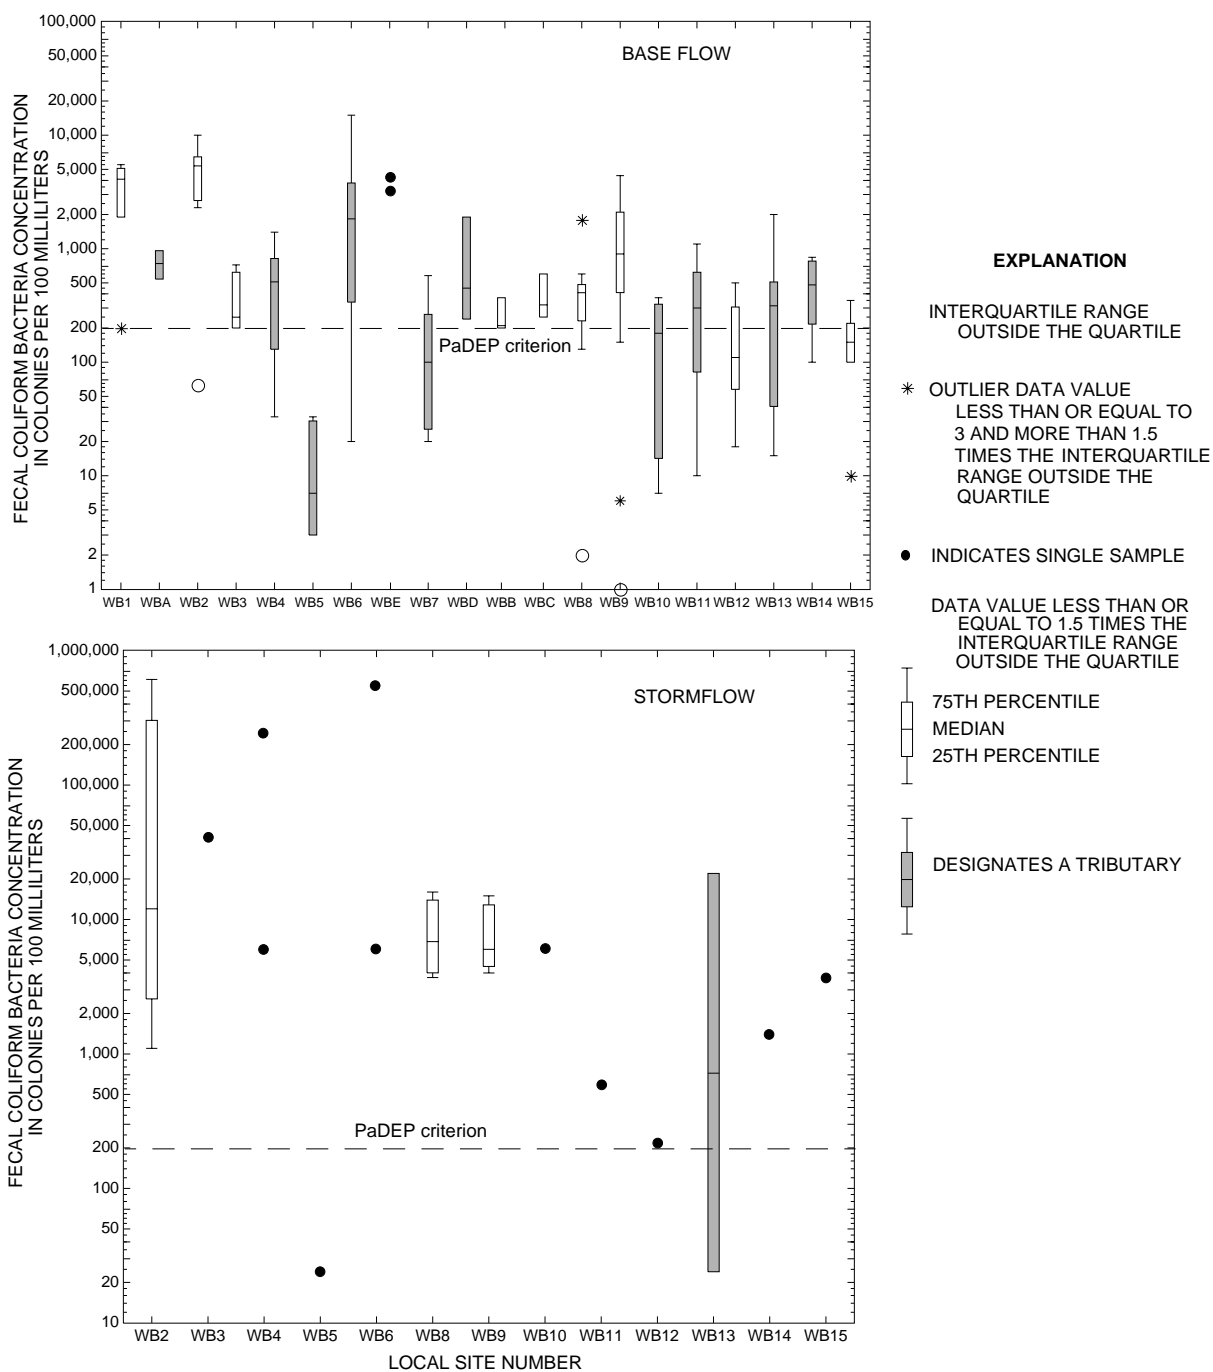 100,000
50,000
20,000
10,000
5,000
2,000
1,000
500
200
100
50
20
10
5
2
1
FECAL COLIFORM BACTERIA CONCENTRATION
IN COLONIES PER 100 MILLILITERS
BASE FLOW
PaDEP criterion
WB1 WBA WB2 WB3 WB4 WB5 WB6 WBE WB7 WBD WBB WBC WB8 WB9 WB10 WB11 WB12 WB13 WB14 WB15
EXPLANATION
INTERQUARTILE RANGE
OUTSIDE THE QUARTILE
OUTLIER DATA VALUE
LESS THAN OR EQUAL TO
3 AND MORE THAN 1.5
TIMES THE INTERQUARTILE
RANGE OUTSIDE THE
QUARTILE
INDICATES SINGLE SAMPLE
DATA VALUE LESS THAN OR
EQUAL TO 1.5 TIMES THE
INTERQUARTILE RANGE
OUTSIDE THE QUARTILE
75TH PERCENTILE
MEDIAN
25TH PERCENTILE
DESIGNATES A TRIBUTARY
1,000,000
500,000
200,000
100,000
50,000
20,000
10,000
5,000
2,000
1,000
500
200
100
50
20
10
FECAL COLIFORM BACTERIA CONCENTRATION
IN COLONIES PER 100 MILLILITERS
STORMFLOW
PaDEP criterion
WB2 WB3 WB4 WB5 WB6 WB8 WB9 WB10 WB11 WB12 WB13 WB14 WB15
LOCAL SITE NUMBER